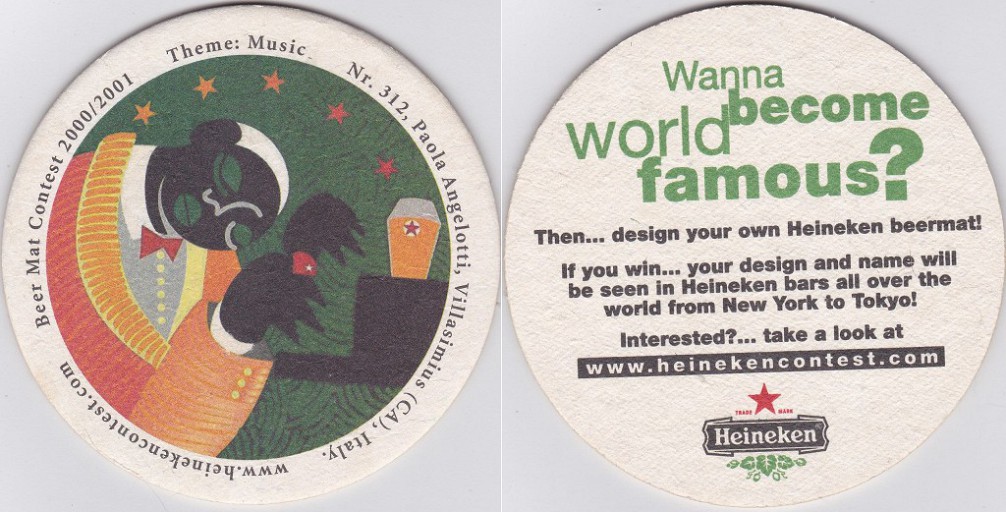 Beer Mat Contest 2000/2001
Theme: Music
Nr. 312, Paola Angelotti, Villasimius (CA), Italy.
www.heinekencontest.com
Wanna
become
world
famous?
Then... design your own Heineken beermat!
If you win... your design and name will
be seen in Heineken bars all over the
world from New York to Tokyo!
Interested?... take a look at
www.heinekencontest.com
TRADE MARK
Heineken